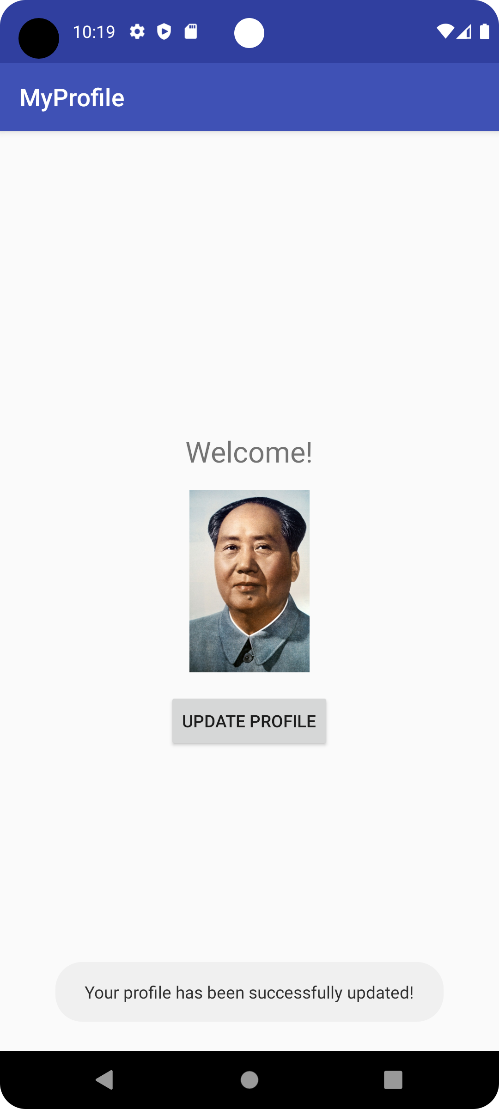 10:19
MyProfile
Welcome!
UPDATE PROFILE
Your profile has been successfully updated!